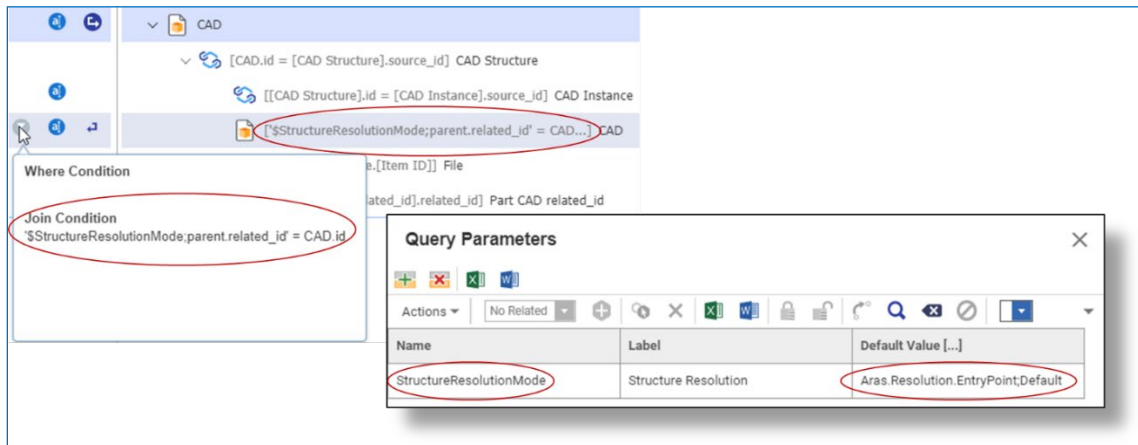 CAD
[CAD.id = [CAD Structure].source_id] CAD Structure
[[CAD Structure].id = [CAD Instance].source_id] CAD Instance
['$StructureResolutionMode;parent.related_id' = CAD...] CAD
e.[Item ID]] File
ated_id].related_id] Part CAD related_id
Where Condition
Join Condition
'$StructureResolutionMode;parent.related_id' = CAD.id
Query Parameters
Actions No Related
Name Label Default Value [...]
StructureResolutionMode Structure Resolution Aras.Resolution.EntryPoint;Default